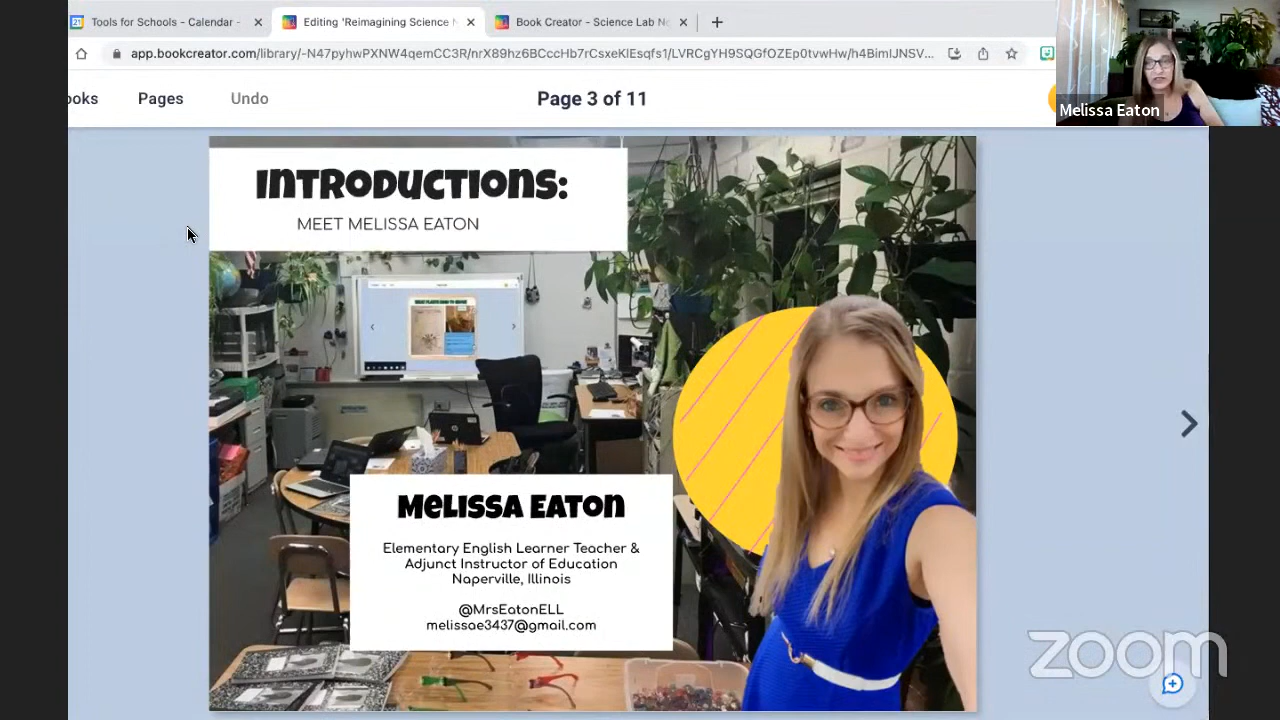 Tools for Schools - Calendar -
Editing 'Reimagining Science N
Book Creator - Science Lab No
app.bookcreator.com/library/-N47pyhwPXNW4qemCC3R/nrX89hz6BCccHb7rCsxeKIEsqfs1/LVRCgYH9SQGfOZEp0tvwHw/h4BimIJNSV...
ooks
Pages
Undo
Page 3 of 11
Melissa Eaton
INTRODUCTIONS:
MEET MELISSA EATON
MELISSA EATON
Elementary English Learner Teacher &
Adjunct Instructor of Education
Naperville, Illinois
@MrsEatonELL
melissae3437@gmail.com
zoom